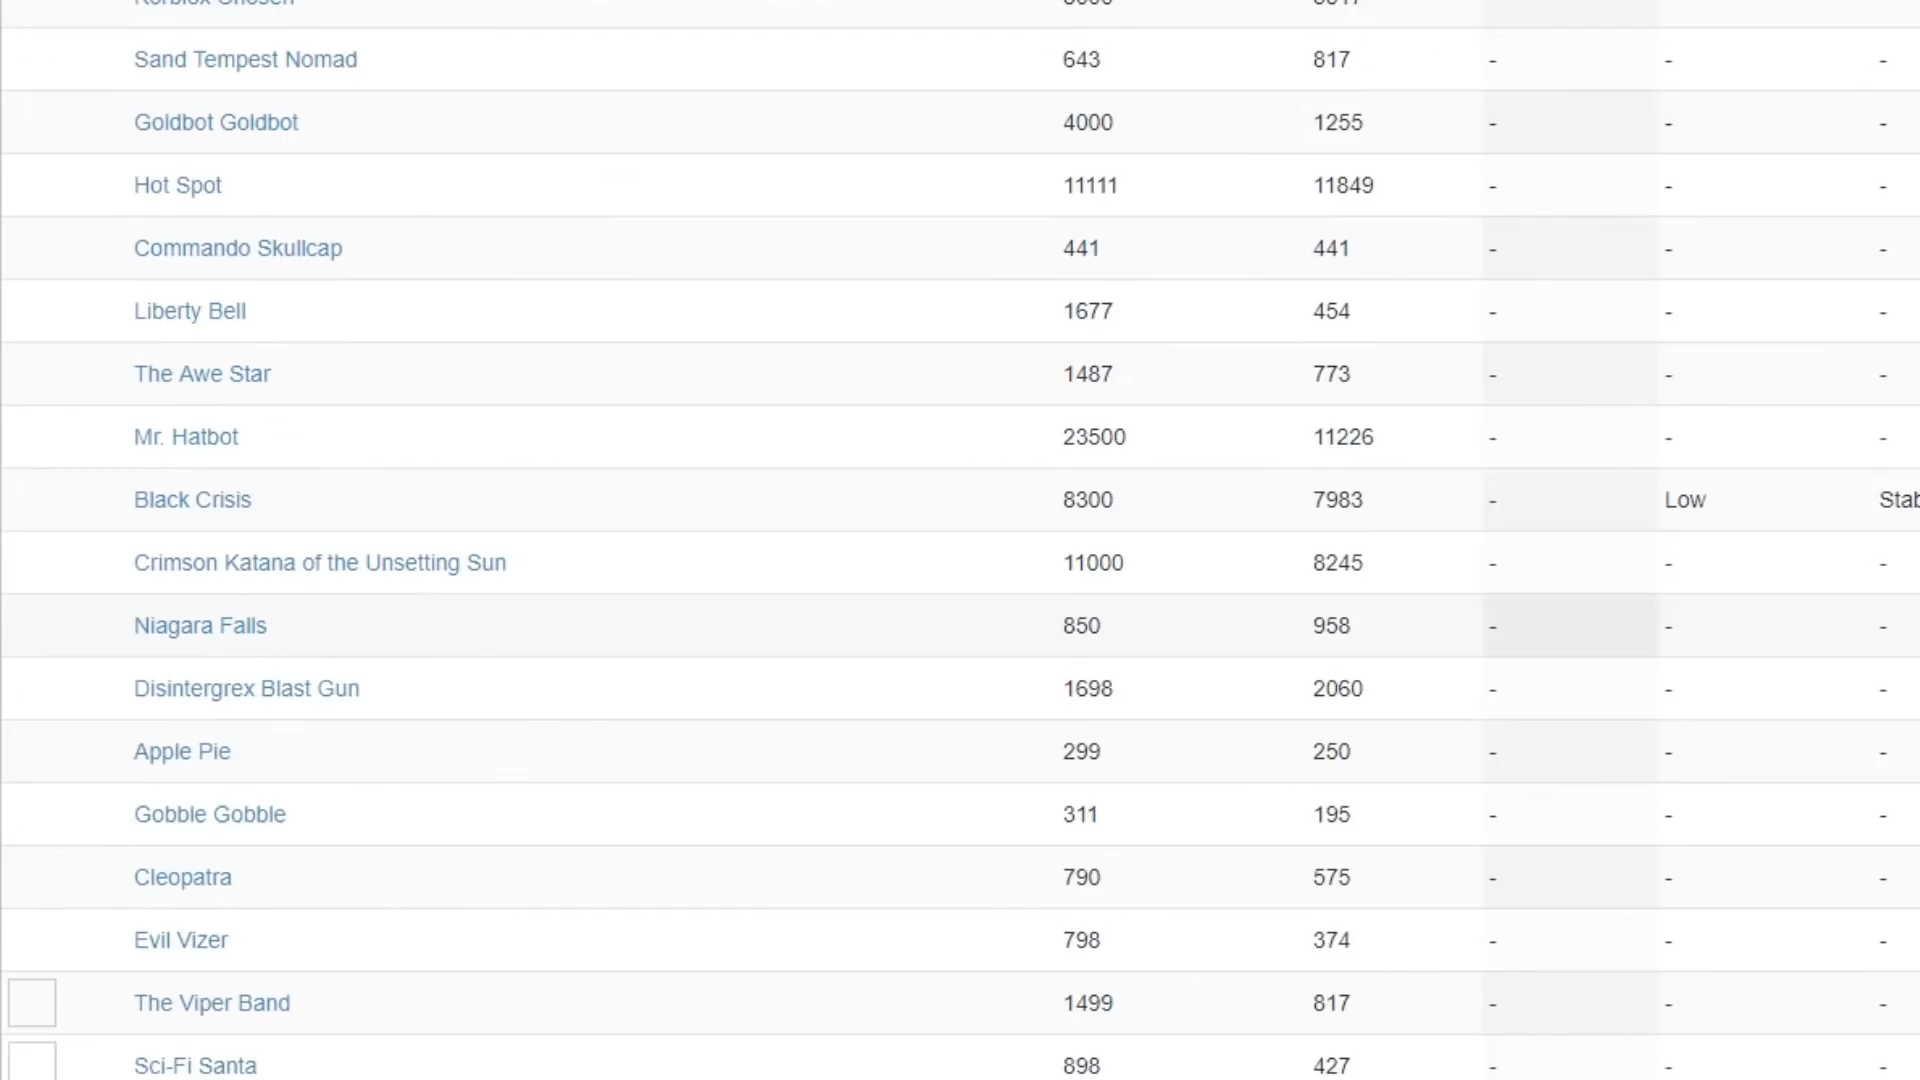 Sand Tempest Nomad 643 817 - - -
Goldbot Goldbot 4000 1255 - - -
Hot Spot 11111 11849 - - -
Commando Skullcap 441 441 - - -
Liberty Bell 1677 454 - - -
The Awe Star 1487 773 - - -
Mr. Hatbot 23500 11226 - - -
Black Crisis 8300 7983 - Low Stab
Crimson Katana of the Unsetting Sun 11000 8245 - - -
Niagara Falls 850 958 - - -
Disintergrex Blast Gun 1698 2060 - - -
Apple Pie 299 250 - - -
Gobble Gobble 311 195 - - -
Cleopatra 790 575 - - -
Evil Vizer 798 374 - - -
The Viper Band 1499 817 - - -
Sci-Fi Santa 898 427 - - -